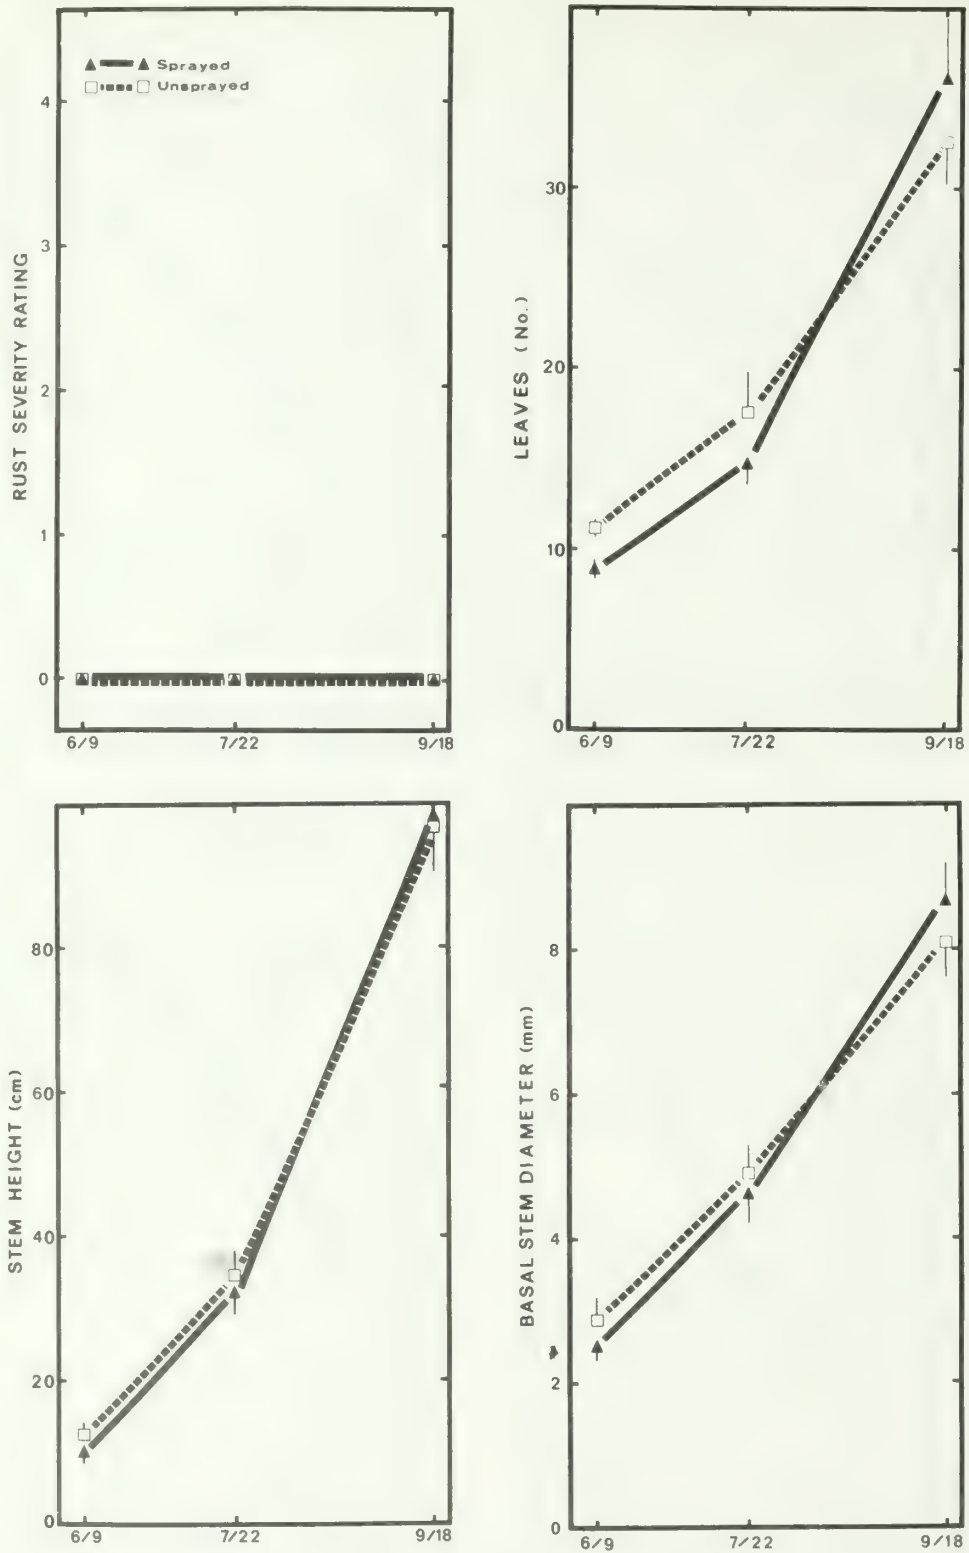 Sprayed
Unsprayed
RUST SEVERITY RATING
4
3
2
1
0
6/9 7/22 9/18
LEAVES (No.)
30
20
10
0
6/9 7/22 9/18
STEM HEIGHT (cm)
80
60
40
20
0
6/9 7/22 9/18
BASAL STEM DIAMETER (mm)
8
6
4
2
0
6/9 7/22 9/18